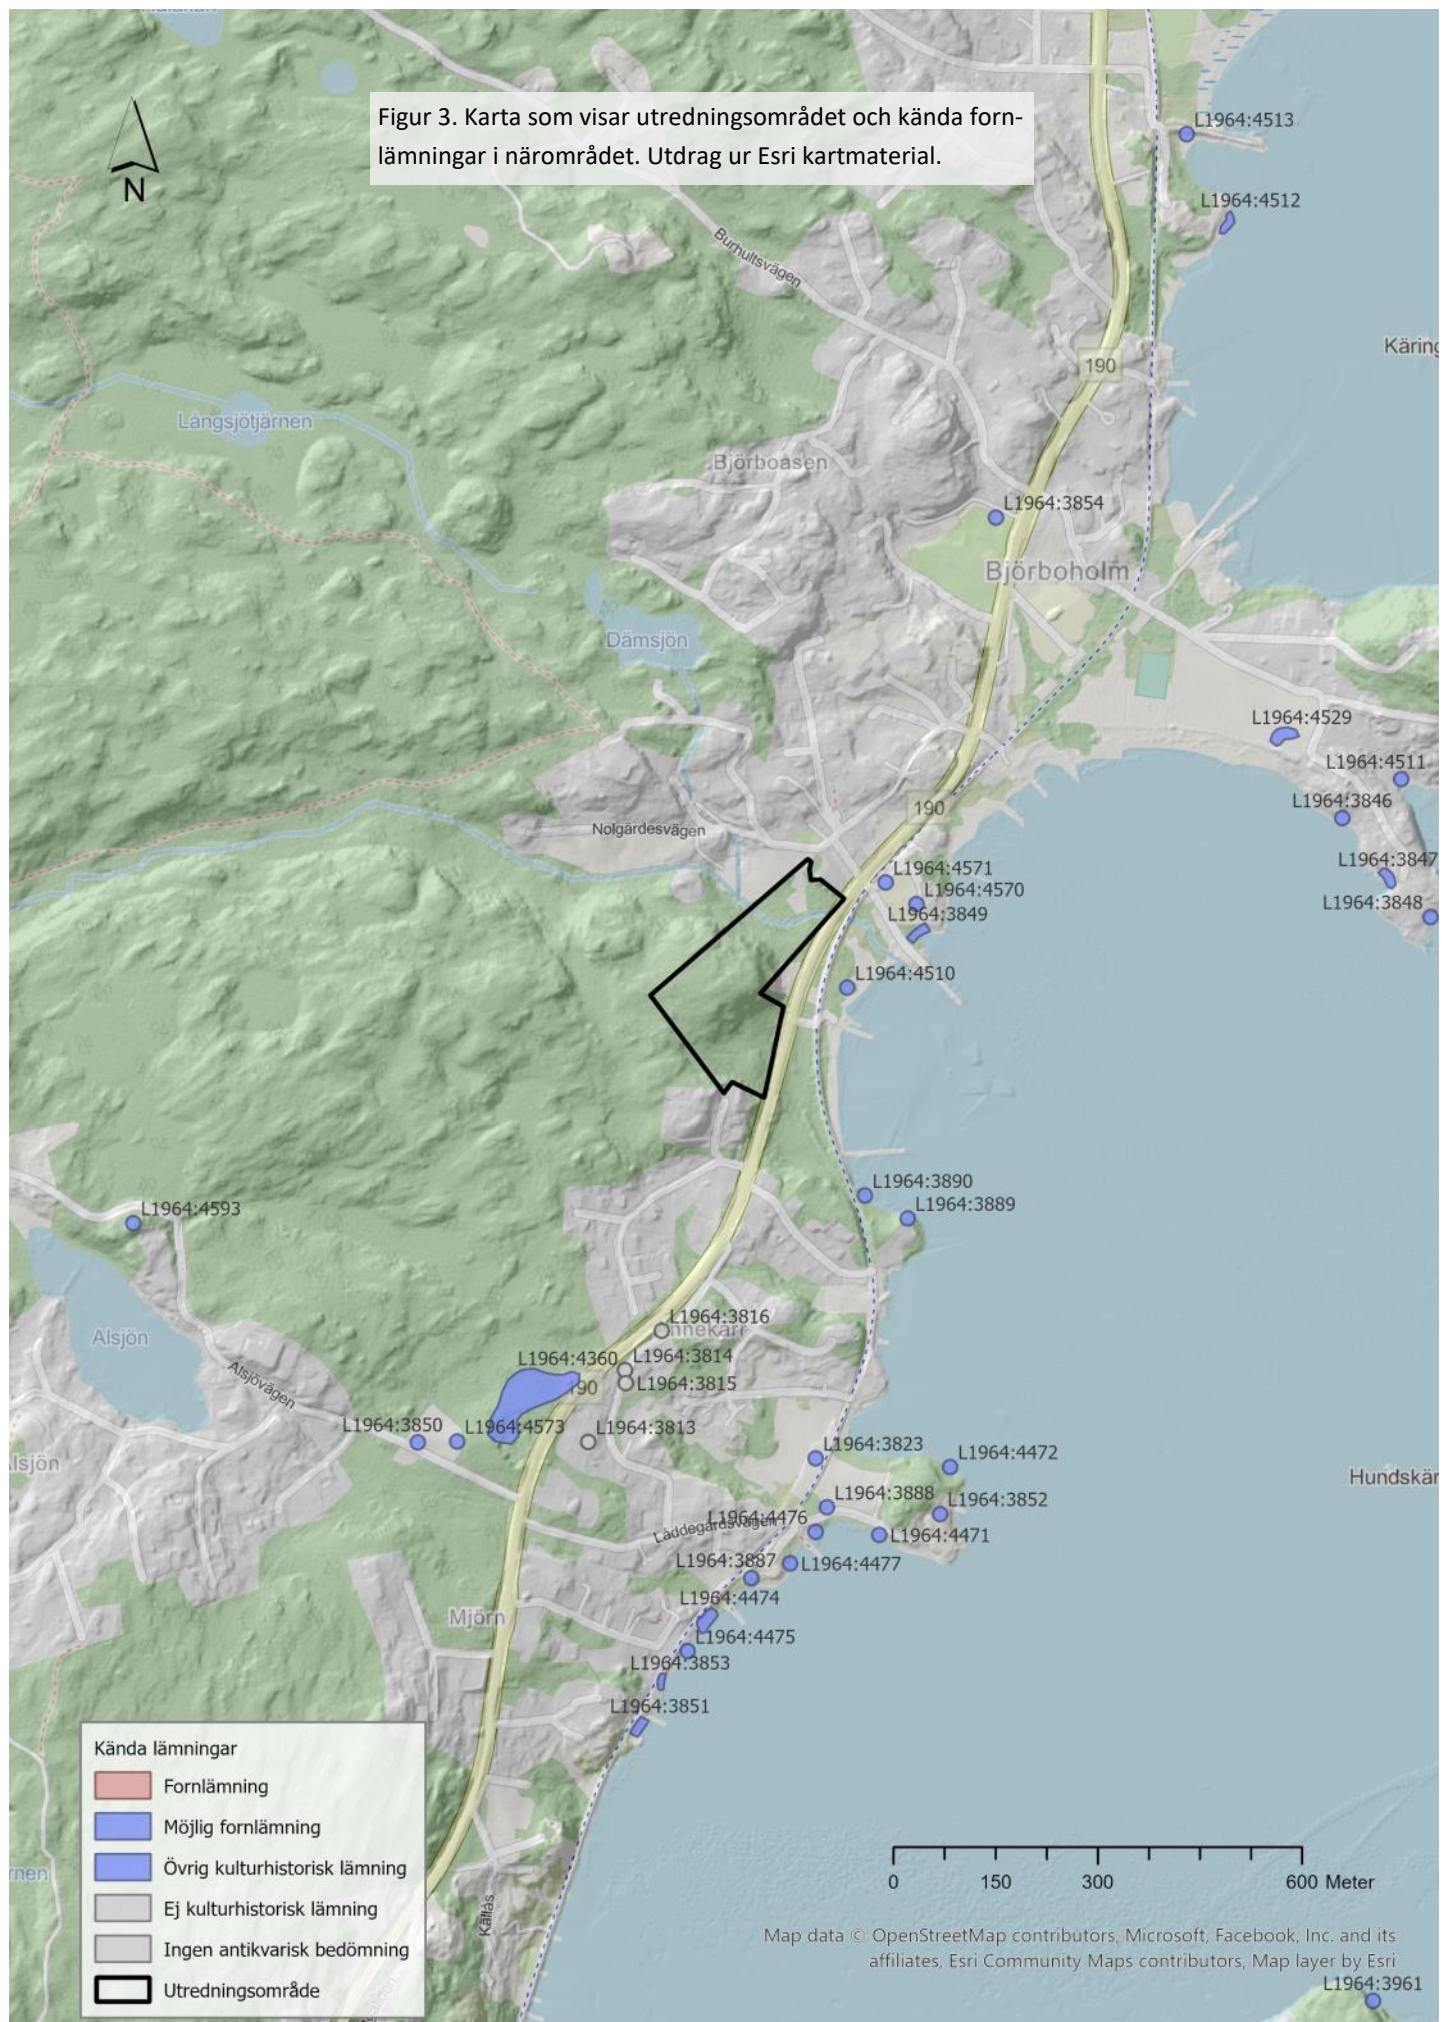 Figur 3. Karta som visar utredningsområdet och kända forn-
lämningar i närområdet. Utdrag ur Esri kartmaterial.
N
L1964:4513
L1964:4512
Burhultsvägen
Käring
190
Långsjötjärnen
Björboåsen
L1964:3854
Björboholm
Dämsjön
L1964:4529
L1964:4511
L1964:3846
190
Nolgärdesvägen
L1964:3847
L1964:4571
L1964:4570
L1964:3848
L1964:3849
L1964:4510
L1964:3890
L1964:3889
L1964:4593
L1964:3816
Alsjön
L1964:4360
L1964:3814
L1964:3815
190
Alsjövägen
L1964:3850
L1964:4573
L1964:3813
L1964:3823
L1964:4472
lsjön
Hundskär
L1964:3888
L1964:3852
L1964:4476
Låddegårdsvägen
L1964:4471
L1964:3887
L1964:4477
L1964:4474
Mjörn
L1964:4475
L1964:3853
L1964:3851
Kända lämningar
Fornlämning
Möjlig fornlämning
Övrig kulturhistorisk lämning
Ej kulturhistorisk lämning
Ingen antikvarisk bedömning
Utredningsområde
rnen
Källås
0 150 300 600 Meter
Map data © OpenStreetMap contributors, Microsoft, Facebook, Inc. and its
affiliates, Esri Community Maps contributors, Map layer by Esri
L1964:3961